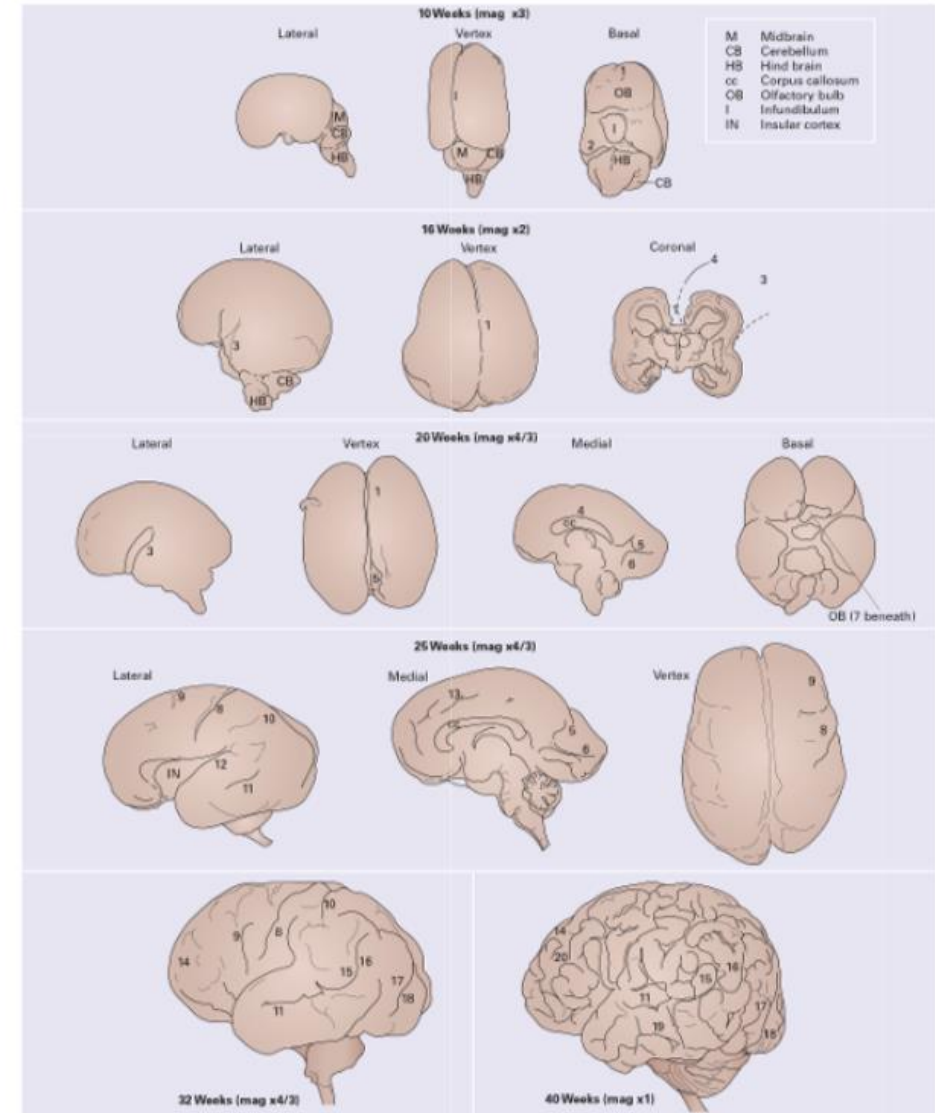 10 Weeks (mag x3)
Lateral
Vertex
Basal
M Midbrain
CB Cerebellum
HB Hind brain
cc Corpus callosum
OB Olfactory bulb
I Infundibulum
IN Insular cortex
M
CB
HB
1
M CB
HB
1
OB
I
2
HB
CB
16 Weeks (mag x2)
Lateral
Vertex
Coronal
3
CB
HB
1
4
3
1
20 Weeks (mag x4/3)
Lateral
Vertex
Medial
Basal
3
1
5
4
cc
5
6
OB (7 beneath)
25 Weeks (mag x4/3)
Lateral
Medial
Vertex
9
8
10
IN
12
11
13
cc
5
6
9
8
10
9
8
14
15
16
17
18
11
32 Weeks (mag x4/3)
14
20
16
15
11
17
19
18
40 Weeks (mag x1)